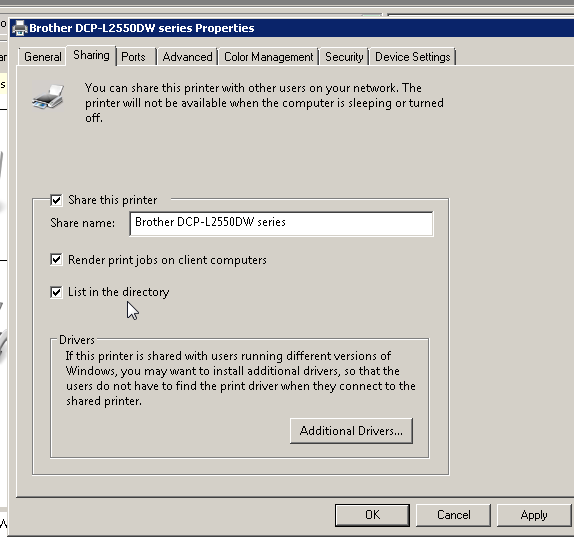 Brother DCP-L2550DW series Properties
General Sharing Ports Advanced Color Management Security Device Settings
You can share this printer with other users on your network. The
printer will not be available when the computer is sleeping or turned
off.
Share this printer
Share name: Brother DCP-L2550DW series
Render print jobs on client computers
List in the directory
Drivers
If this printer is shared with users running different versions of
Windows, you may want to install additional drivers, so that the
users do not have to find the print driver when they connect to the
shared printer.
Additional Drivers...
OK Cancel Apply